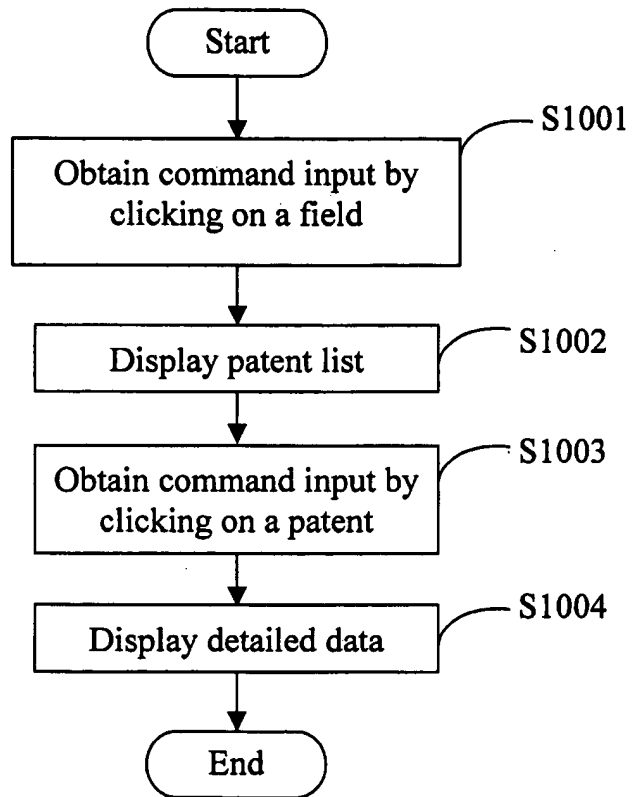 Start
S1001
Obtain command input by
clicking on a field
S1002
Display patent list
S1003
Obtain command input by
clicking on a patent
S1004
Display detailed data
End